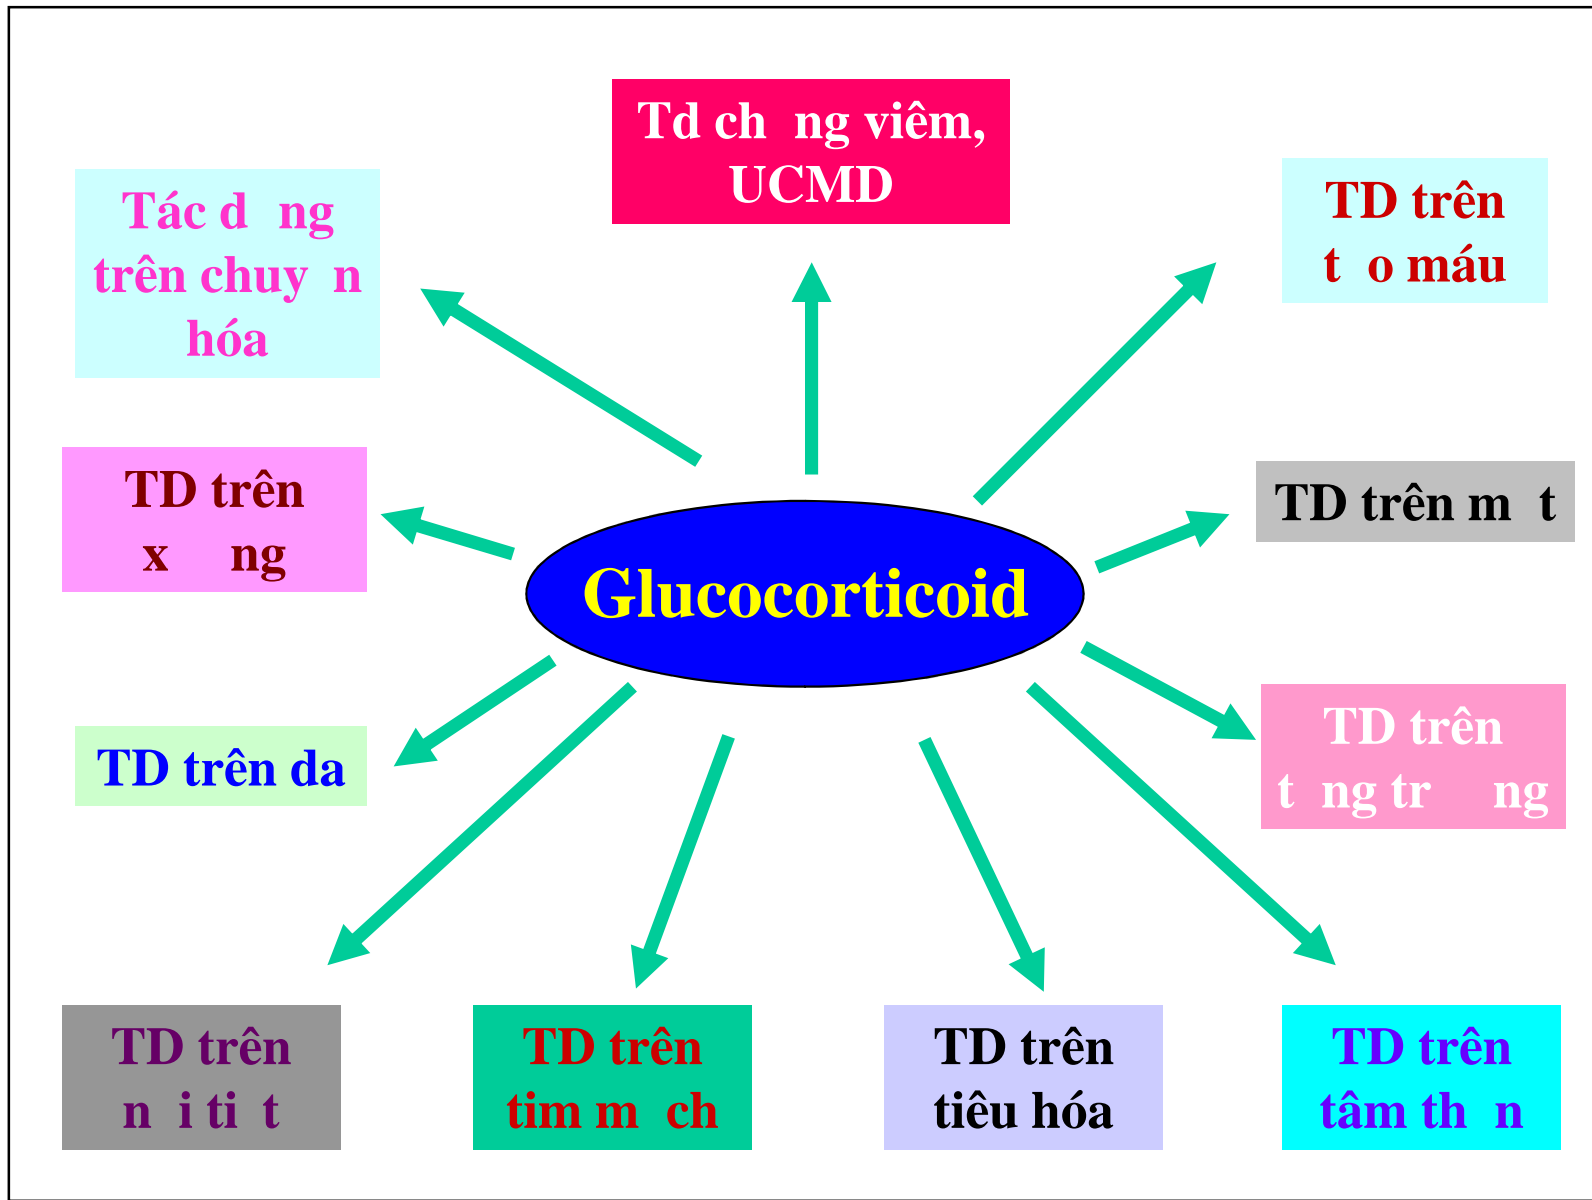 Td ch ng viêm,
UCMD
Tác d ng
trên chuy n
hóa
TD trên
t o máu
TD trên
x ng
TD trên m t
Glucocorticoid
TD trên da
TD trên
t ng tr ng
TD trên
n i ti t
TD trên
tim m ch
TD trên
tiêu hóa
TD trên
tâm th n